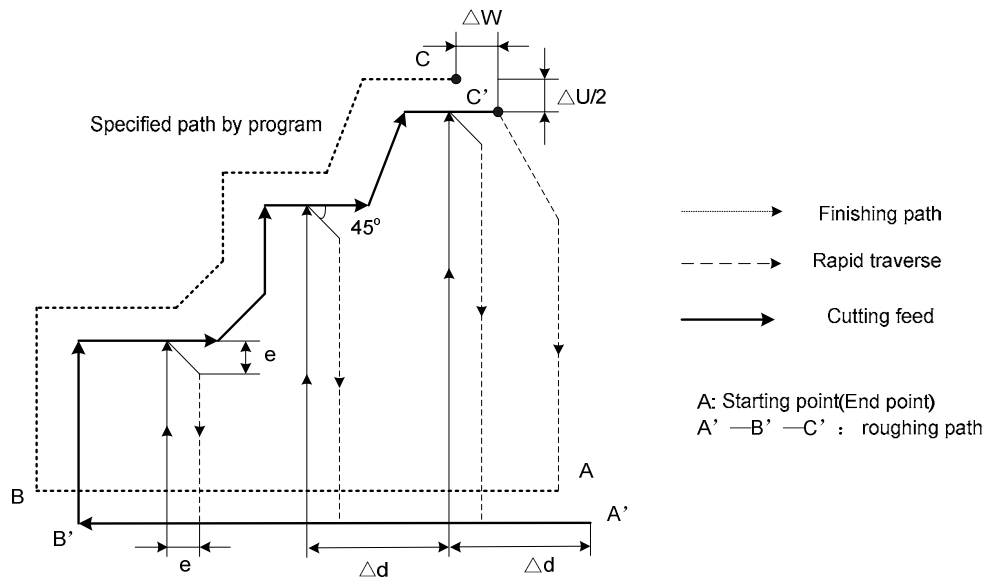 △W
C
C’
△U/2
Specified path by program
45°
Finishing path
Rapid traverse
Cutting feed
e
A: Starting point(End point)
A’ —B’ —C’ : roughing path
A
B
A’
B’
e
△d
△d